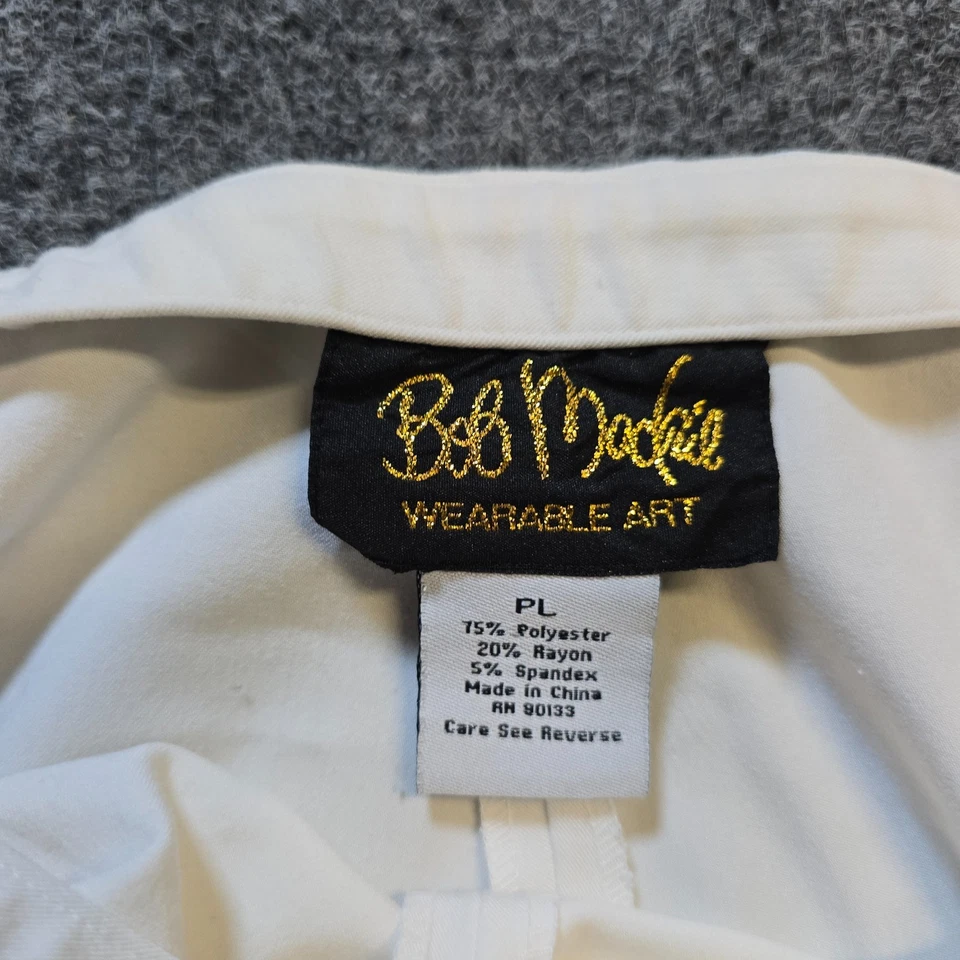 Bob Mackie
WEARABLE ART
PL
75% Polyester
20% Rayon
5% Spandex
Made in China
RN 90133
Care See Reverse